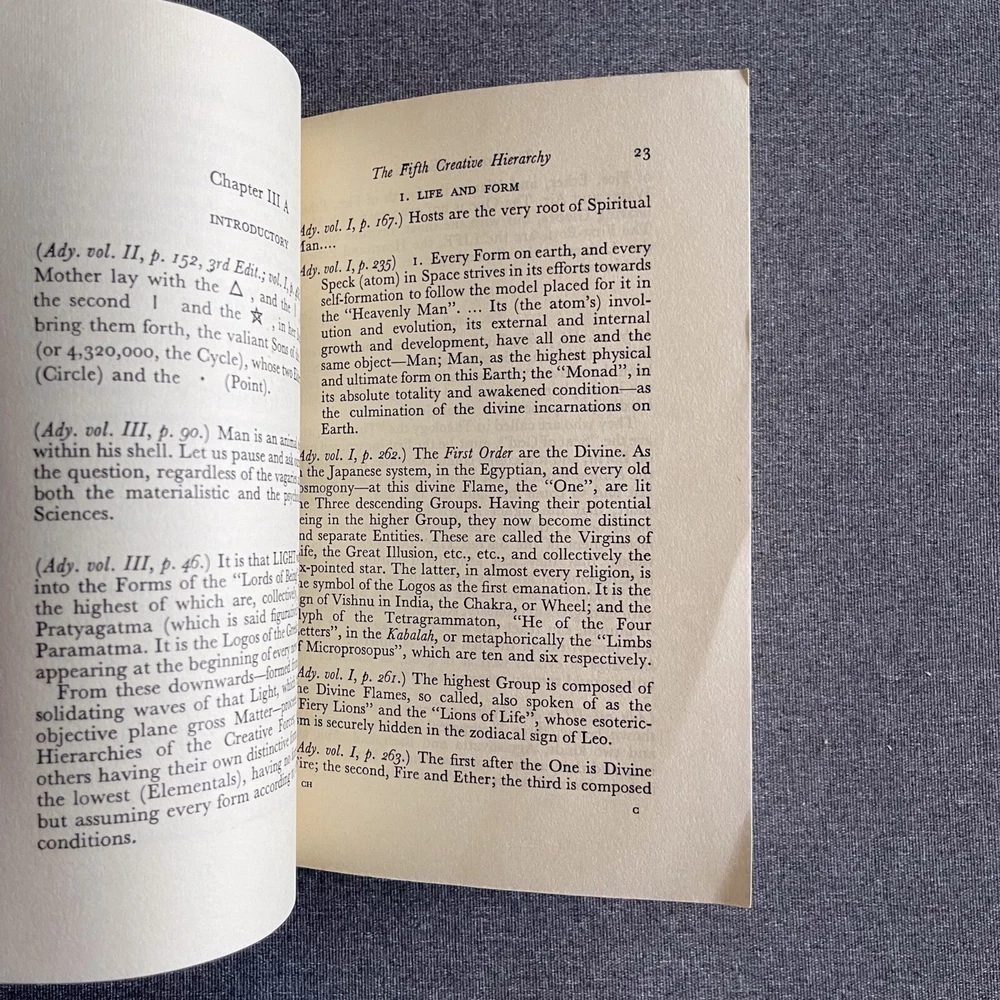 Chapter III A
INTRODUCTORY
(Ady. vol. II, p. 152, 3rd Edit.; vol. I, p.
Mother lay with the △, and the |
the second | and the ☆, in her
bring them forth, the valiant Sons of
(or 4,320,000, the Cycle), whose two
(Circle) and the · (Point).
(Ady. vol. III, p. 90.) Man is an animal
within his shell. Let us pause and ask
the question, regardless of the vagaries
both the materialistic and the
Sciences.
(Ady. vol. III, p. 46.) It is that LIGHT
into the Forms of the "Lords of Being
the highest of which are, collectively
Pratyagatma (which is said
Paramatma. It is the Logos of the
appearing at the beginning of every
From these downwards—formed
solidating waves of that Light,
objective plane gross Matter—
Hierarchies of the Creative Forces
others having their own distinctive
the lowest (Elementals), having no
but assuming every form according
conditions.
The Fifth Creative Hierarchy 23
1. LIFE AND FORM
Ady. vol. I, p. 167.) Hosts are the very root of Spiritual
Man....
Ady. vol. I, p. 235) 1. Every Form on earth, and every
Speck (atom) in Space strives in its efforts towards
self-formation to follow the model placed for it in
the "Heavenly Man". ... Its (the atom's) invol-
ution and evolution, its external and internal
growth and development, have all one and the
same object—Man; Man, as the highest physical
and ultimate form on this Earth; the "Monad", in
its absolute totality and awakened condition—as
the culmination of the divine incarnations on
Earth.
Ady. vol. I, p. 262.) The First Order are the Divine. As
the Japanese system, in the Egyptian, and every old
osmogony—at this divine Flame, the "One", are lit
e Three descending Groups. Having their potential
eing in the higher Group, they now become distinct
nd separate Entities. These are called the Virgins of
ife, the Great Illusion, etc., etc., and collectively the
x-pointed star. The latter, in almost every religion, is
he symbol of the Logos as the first emanation. It is the
gn of Vishnu in India, the Chakra, or Wheel; and the
lyph of the Tetragrammaton, "He of the Four
etters", in the Kabalah, or metaphorically the "Limbs
f Microprosopus", which are ten and six respectively.
Ady. vol. I, p. 261.) The highest Group is composed of
he Divine Flames, so called, also spoken of as the
"Fiery Lions" and the "Lions of Life", whose esoteric-
sm is securely hidden in the zodiacal sign of Leo.
Ady. vol. I, p. 263.) The first after the One is Divine
ire; the second, Fire and Ether; the third is composed
CH
C